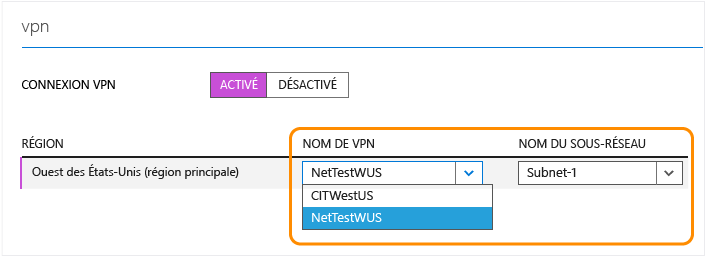 vpn
CONNEXION VPN ACTIVÉ DÉSACTIVÉ
RÉGION NOM DE VPN NOM DU SOUS-RÉSEAU
Ouest des États-Unis (région principale) NetTestWUS Subnet-1
CITWestUS
NetTestWUS